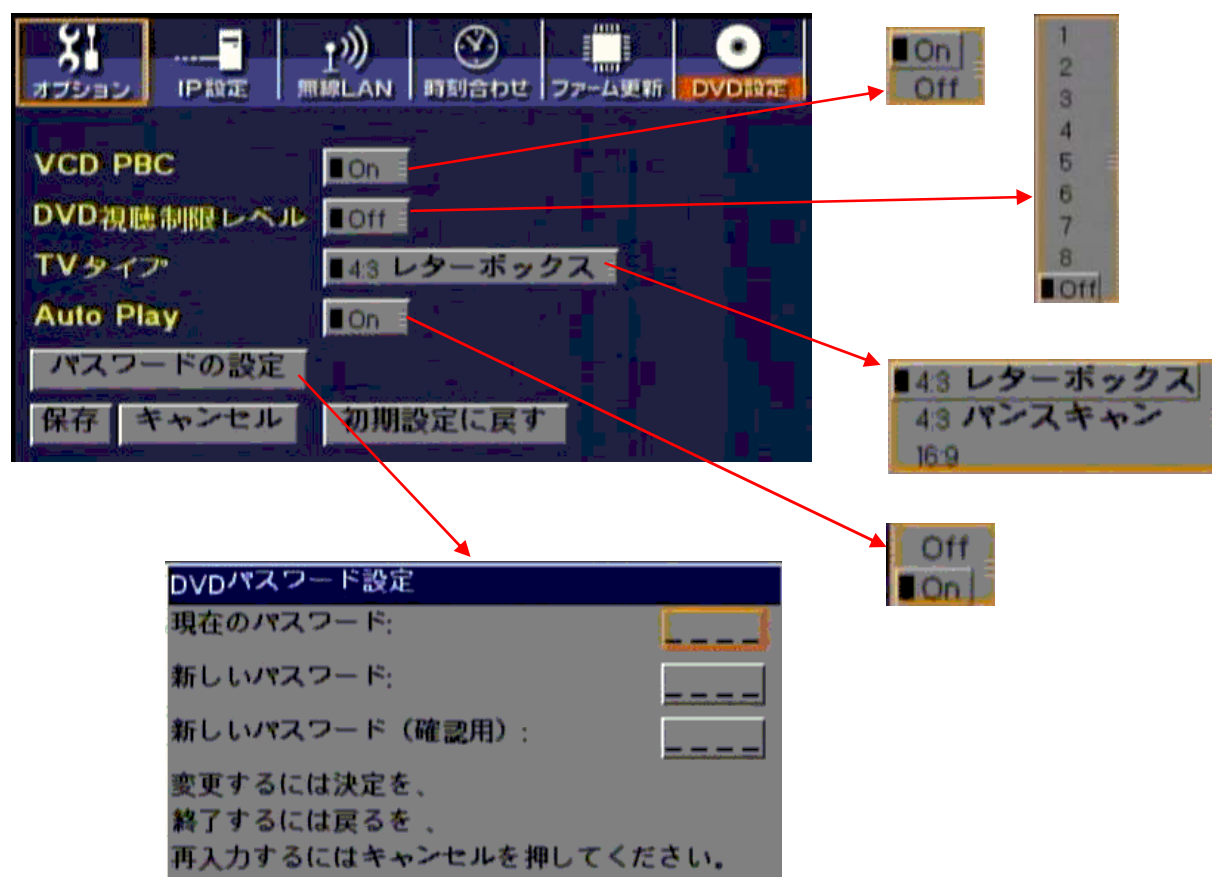 オプション IP設定 無線LAN 時刻合わせ ファーム更新 DVD設定
VCD PBC On
DVD視聴制限レベル Off
TVタイプ 4:3 レターボックス
Auto Play On
パスワードの設定
保存 キャンセル 初期設定に戻す
On
Off
1
2
3
4
5
6
7
8
Off
4:3 レターボックス
4:3 パンスキャン
16:9
Off
On
DVDパスワード設定
現在のパスワード: _ _ _ _
新しいパスワード: _ _ _ _
新しいパスワード（確認用）: _ _ _ _
変更するには決定を、
終了するには戻るを 、
再入力するにはキャンセルを押してください。